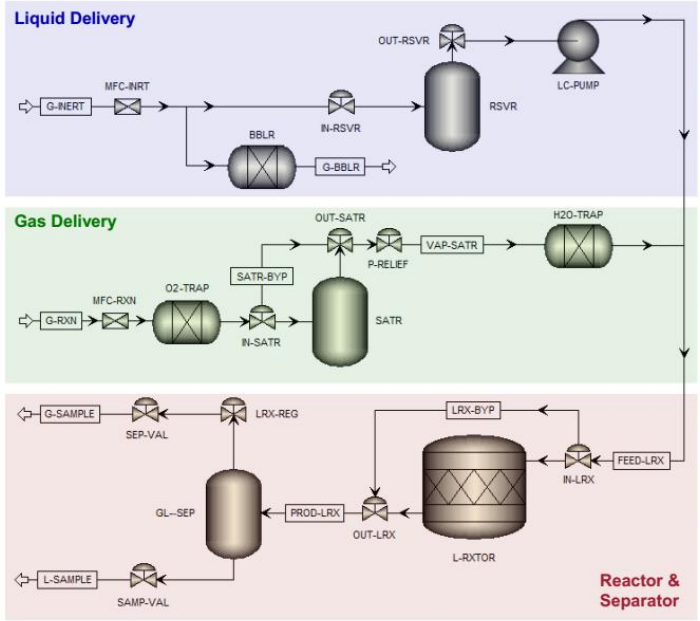 Liquid Delivery
OUT-RSVR
MFC-INRT
LC-PUMP
G-INERT
RSVR
IN-RSVR
BBLR
G-BBLR
Gas Delivery
H2O-TRAP
OUT-SATR
VAP-SATR
P-RELIEF
SATR-BYP
O2-TRAP
MFC-RXN
G-RXN
SATR
IN-SATR
LRX-BYP
G-SAMPLE
LRX-REG
SEP-VAL
FEED-LRX
IN-LRX
GL--SEP
PROD-LRX
OUT-LRX
L-RXTOR
L-SAMPLE
SAMP-VAL
Reactor &
Separator